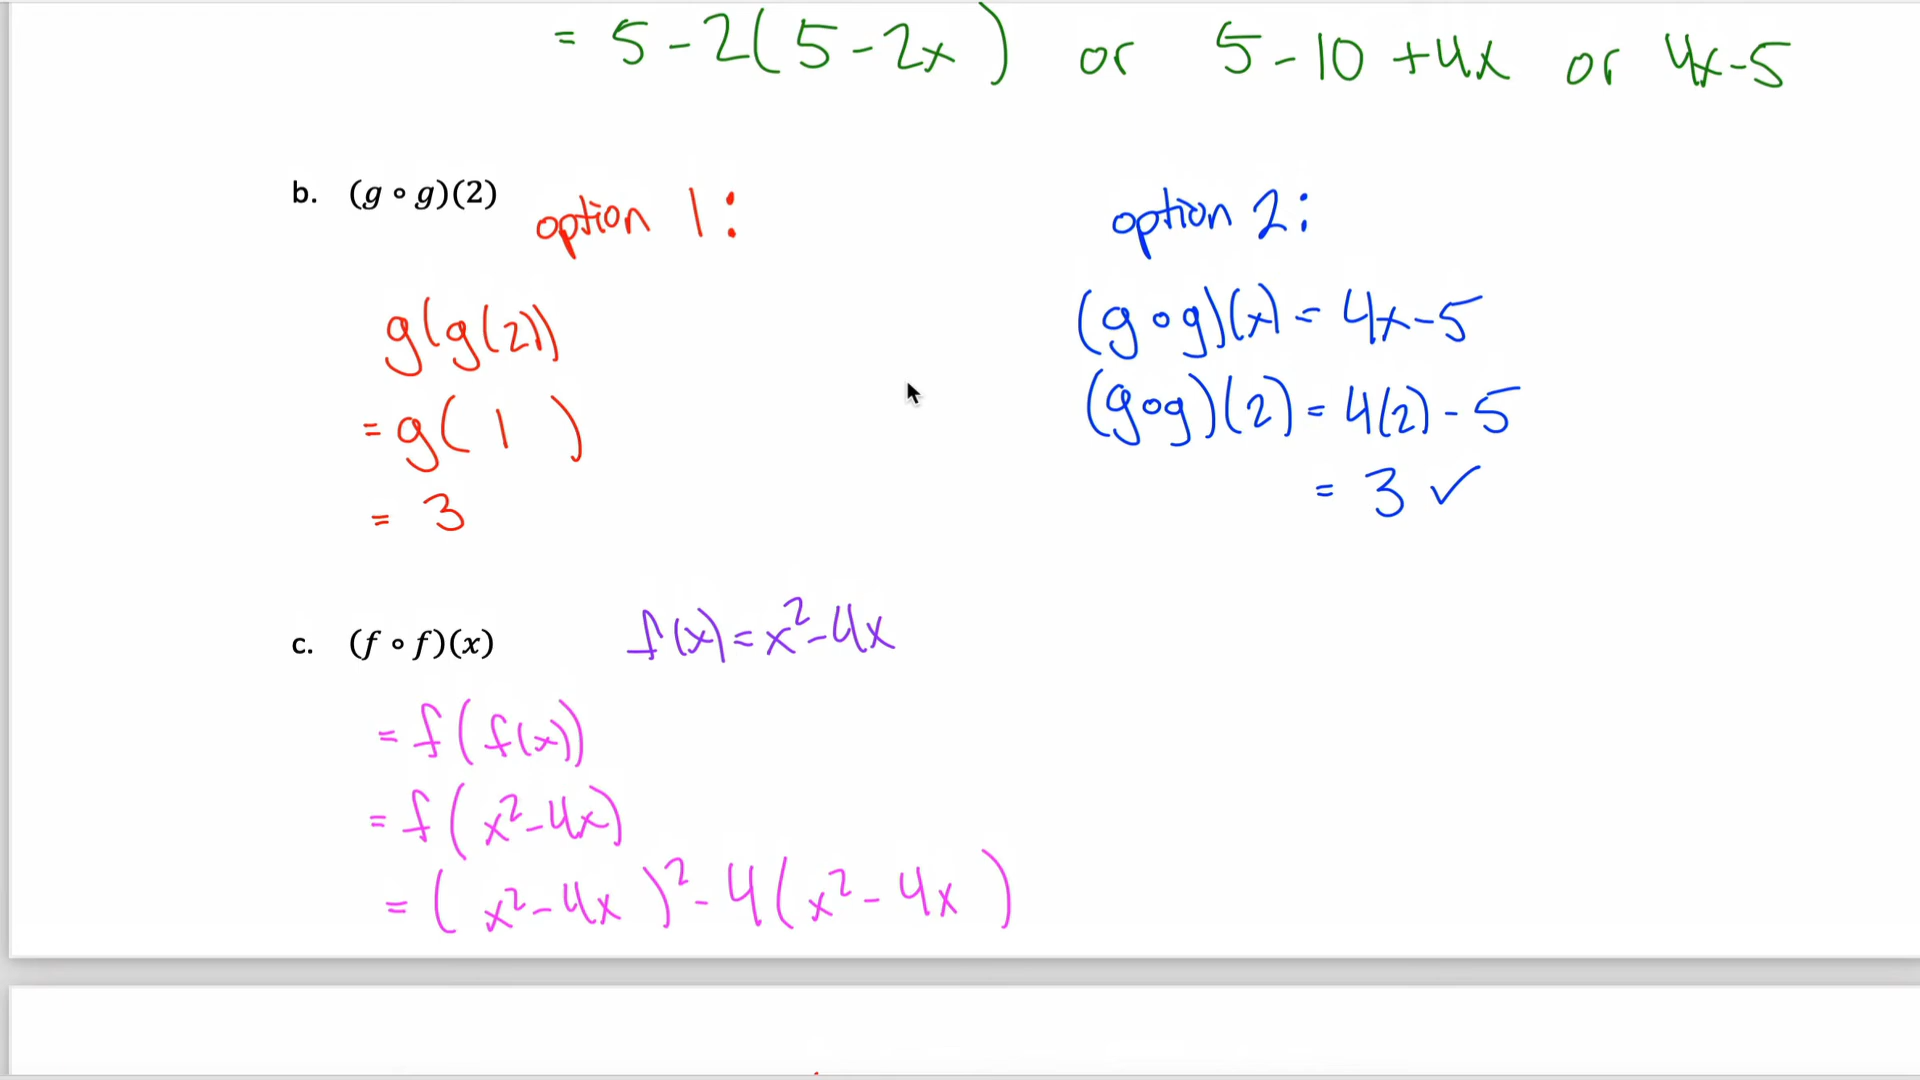 = 5-2(5-2x) or 5-10+4x or 4x-5
b. (g∘g)(2) option 1:
g(g(2))
= g( 1 )
= 3
option 2:
(g∘g)(x) = 4x-5
(g∘g)(2) = 4(2)-5
= 3 ✓
c. (f∘f)(x) f(x) = x²-4x
= f(f(x))
= f(x²-4x)
= (x²-4x)²-4(x²-4x)